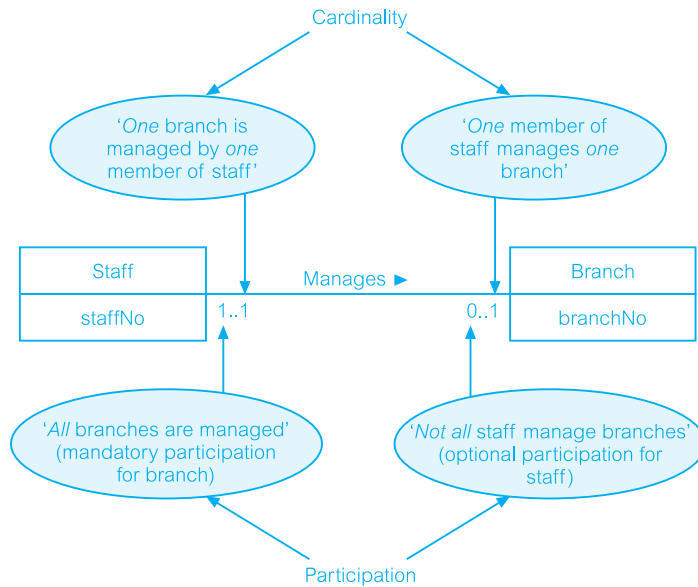 Cardinality
‘One branch is
managed by one
member of staff’
‘One member of
staff manages one
branch’
Staff
Manages ►
Branch
staffNo
1..1
0..1
branchNo
‘All branches are managed’
(mandatory participation
for branch)
‘Not all staff manage branches’
(optional participation for
staff)
Participation